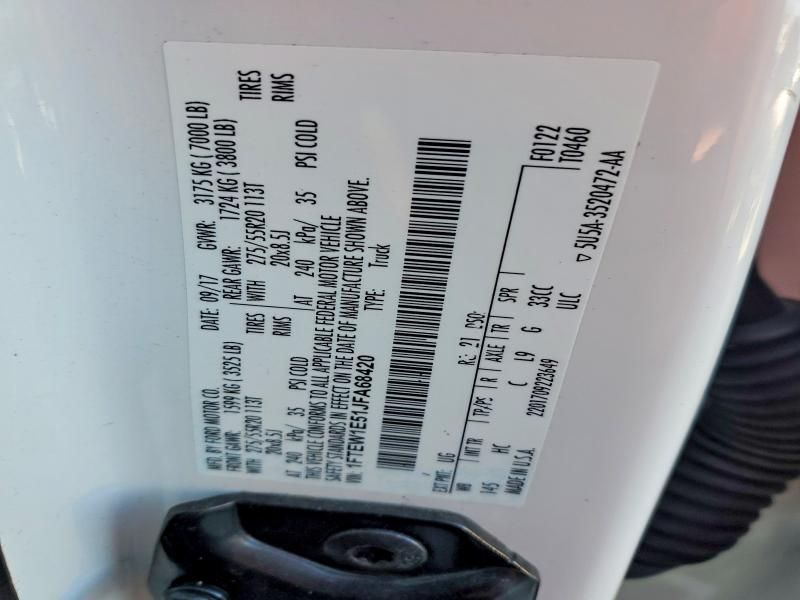 MFD. BY FORD MOTOR CO.
DATE: 09/17 GVWR: 3175 KG ( 7000 LB)
FRONT GAWR: 1599 KG ( 3525 LB) REAR GAWR: 1724 KG ( 3800 LB)
WITH 275/55R20 113T TIRES WITH 275/55R20 113T TIRES
20x8.5J RIMS 20x8.5J RIMS
AT 240 kPa/ 35 PSI COLD AT 240 kPa/ 35 PSI COLD
THIS VEHICLE CONFORMS TO ALL APPLICABLE FEDERAL MOTOR VEHICLE
SAFETY STANDARDS IN EFFECT ON THE DATE OF MANUFACTURE SHOWN ABOVE.
VIN: 1FTEW1E51JFA68420 TYPE: Truck
F0122
T0460
EXT PNT: UG RC: 21 DSO:
WB INT TR TP/PS R AXLE TR SPR
145 HC C L9 G 33CC
MADE IN U.S.A. 2201709223649 ULC
▽ 5U5A-3520472-AA